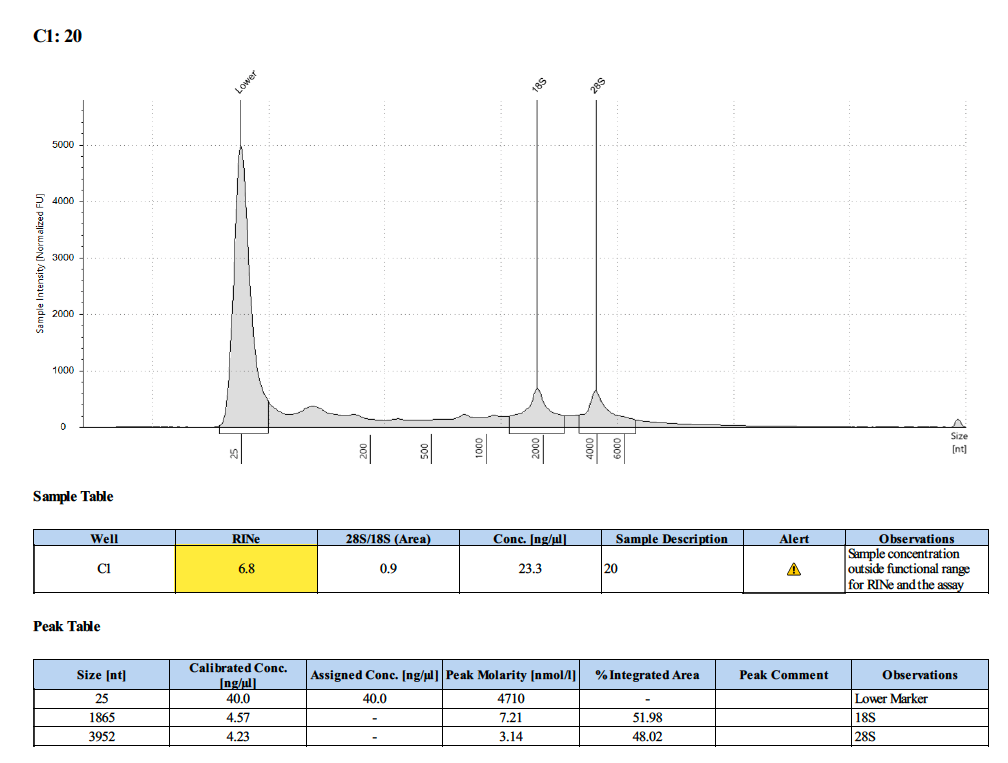 C1: 20
Lower
18S
28S
Sample Intensity [Normalized FU]
5000
4000
3000
2000
1000
0
25
200
500
1000
2000
4000
6000
Size
[nt]
Sample Table
Well RINe 28S/18S (Area) Conc. [ng/µl] Sample Description Alert Observations
C1 6.8 0.9 23.3 20 Sample concentration
outside functional range
for RINe and the assay
Peak Table
Size [nt] Calibrated Conc. [ng/µl] Assigned Conc. [ng/µl] Peak Molarity [nmol/l] % Integrated Area Peak Comment Observations
25 40.0 40.0 4710 - Lower Marker
1865 4.57 - 7.21 51.98 18S
3952 4.23 - 3.14 48.02 28S